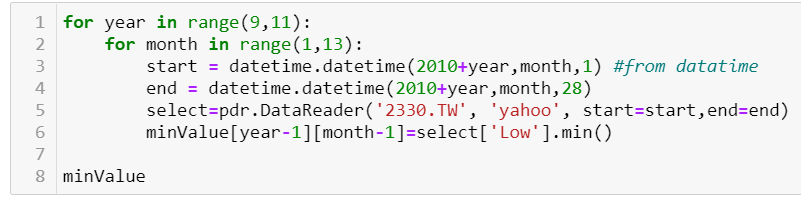 1 for year in range(9,11):
2     for month in range(1,13):
3         start = datetime.datetime(2010+year,month,1) #from datatime
4         end = datetime.datetime(2010+year,month,28)
5         select=pdr.DataReader('2330.TW', 'yahoo', start=start,end=end)
6         minValue[year-1][month-1]=select['Low'].min()
7
8 minValue